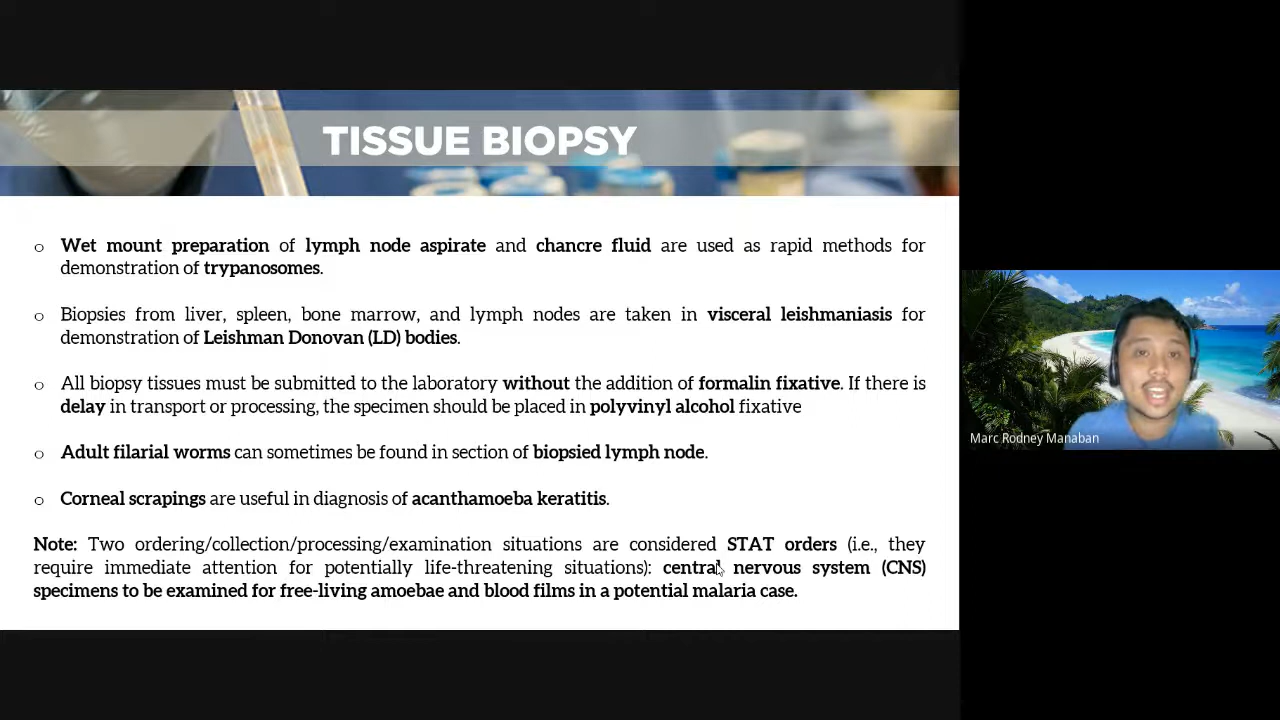 TISSUE BIOPSY
o Wet mount preparation of lymph node aspirate and chancre fluid are used as rapid methods for
demonstration of trypanosomes.
o Biopsies from liver, spleen, bone marrow, and lymph nodes are taken in visceral leishmaniasis for
demonstration of Leishman Donovan (LD) bodies.
o All biopsy tissues must be submitted to the laboratory without the addition of formalin fixative. If there is
delay in transport or processing, the specimen should be placed in polyvinyl alcohol fixative
o Adult filarial worms can sometimes be found in section of biopsied lymph node.
o Corneal scrapings are useful in diagnosis of acanthamoeba keratitis.
Note: Two ordering/collection/processing/examination situations are considered STAT orders (i.e., they
require immediate attention for potentially life-threatening situations): central nervous system (CNS)
specimens to be examined for free-living amoebae and blood films in a potential malaria case.
Marc Rodney Manaban